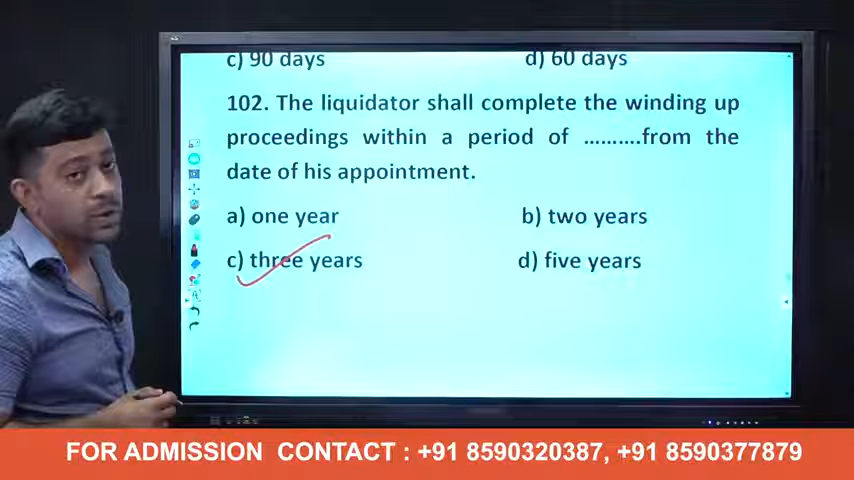 c) 90 days d) 60 days
102. The liquidator shall complete the winding up
proceedings within a period of ..........from the
date of his appointment.
a) one year b) two years
c) three years d) five years
FOR ADMISSION CONTACT : +91 8590320387, +91 8590377879